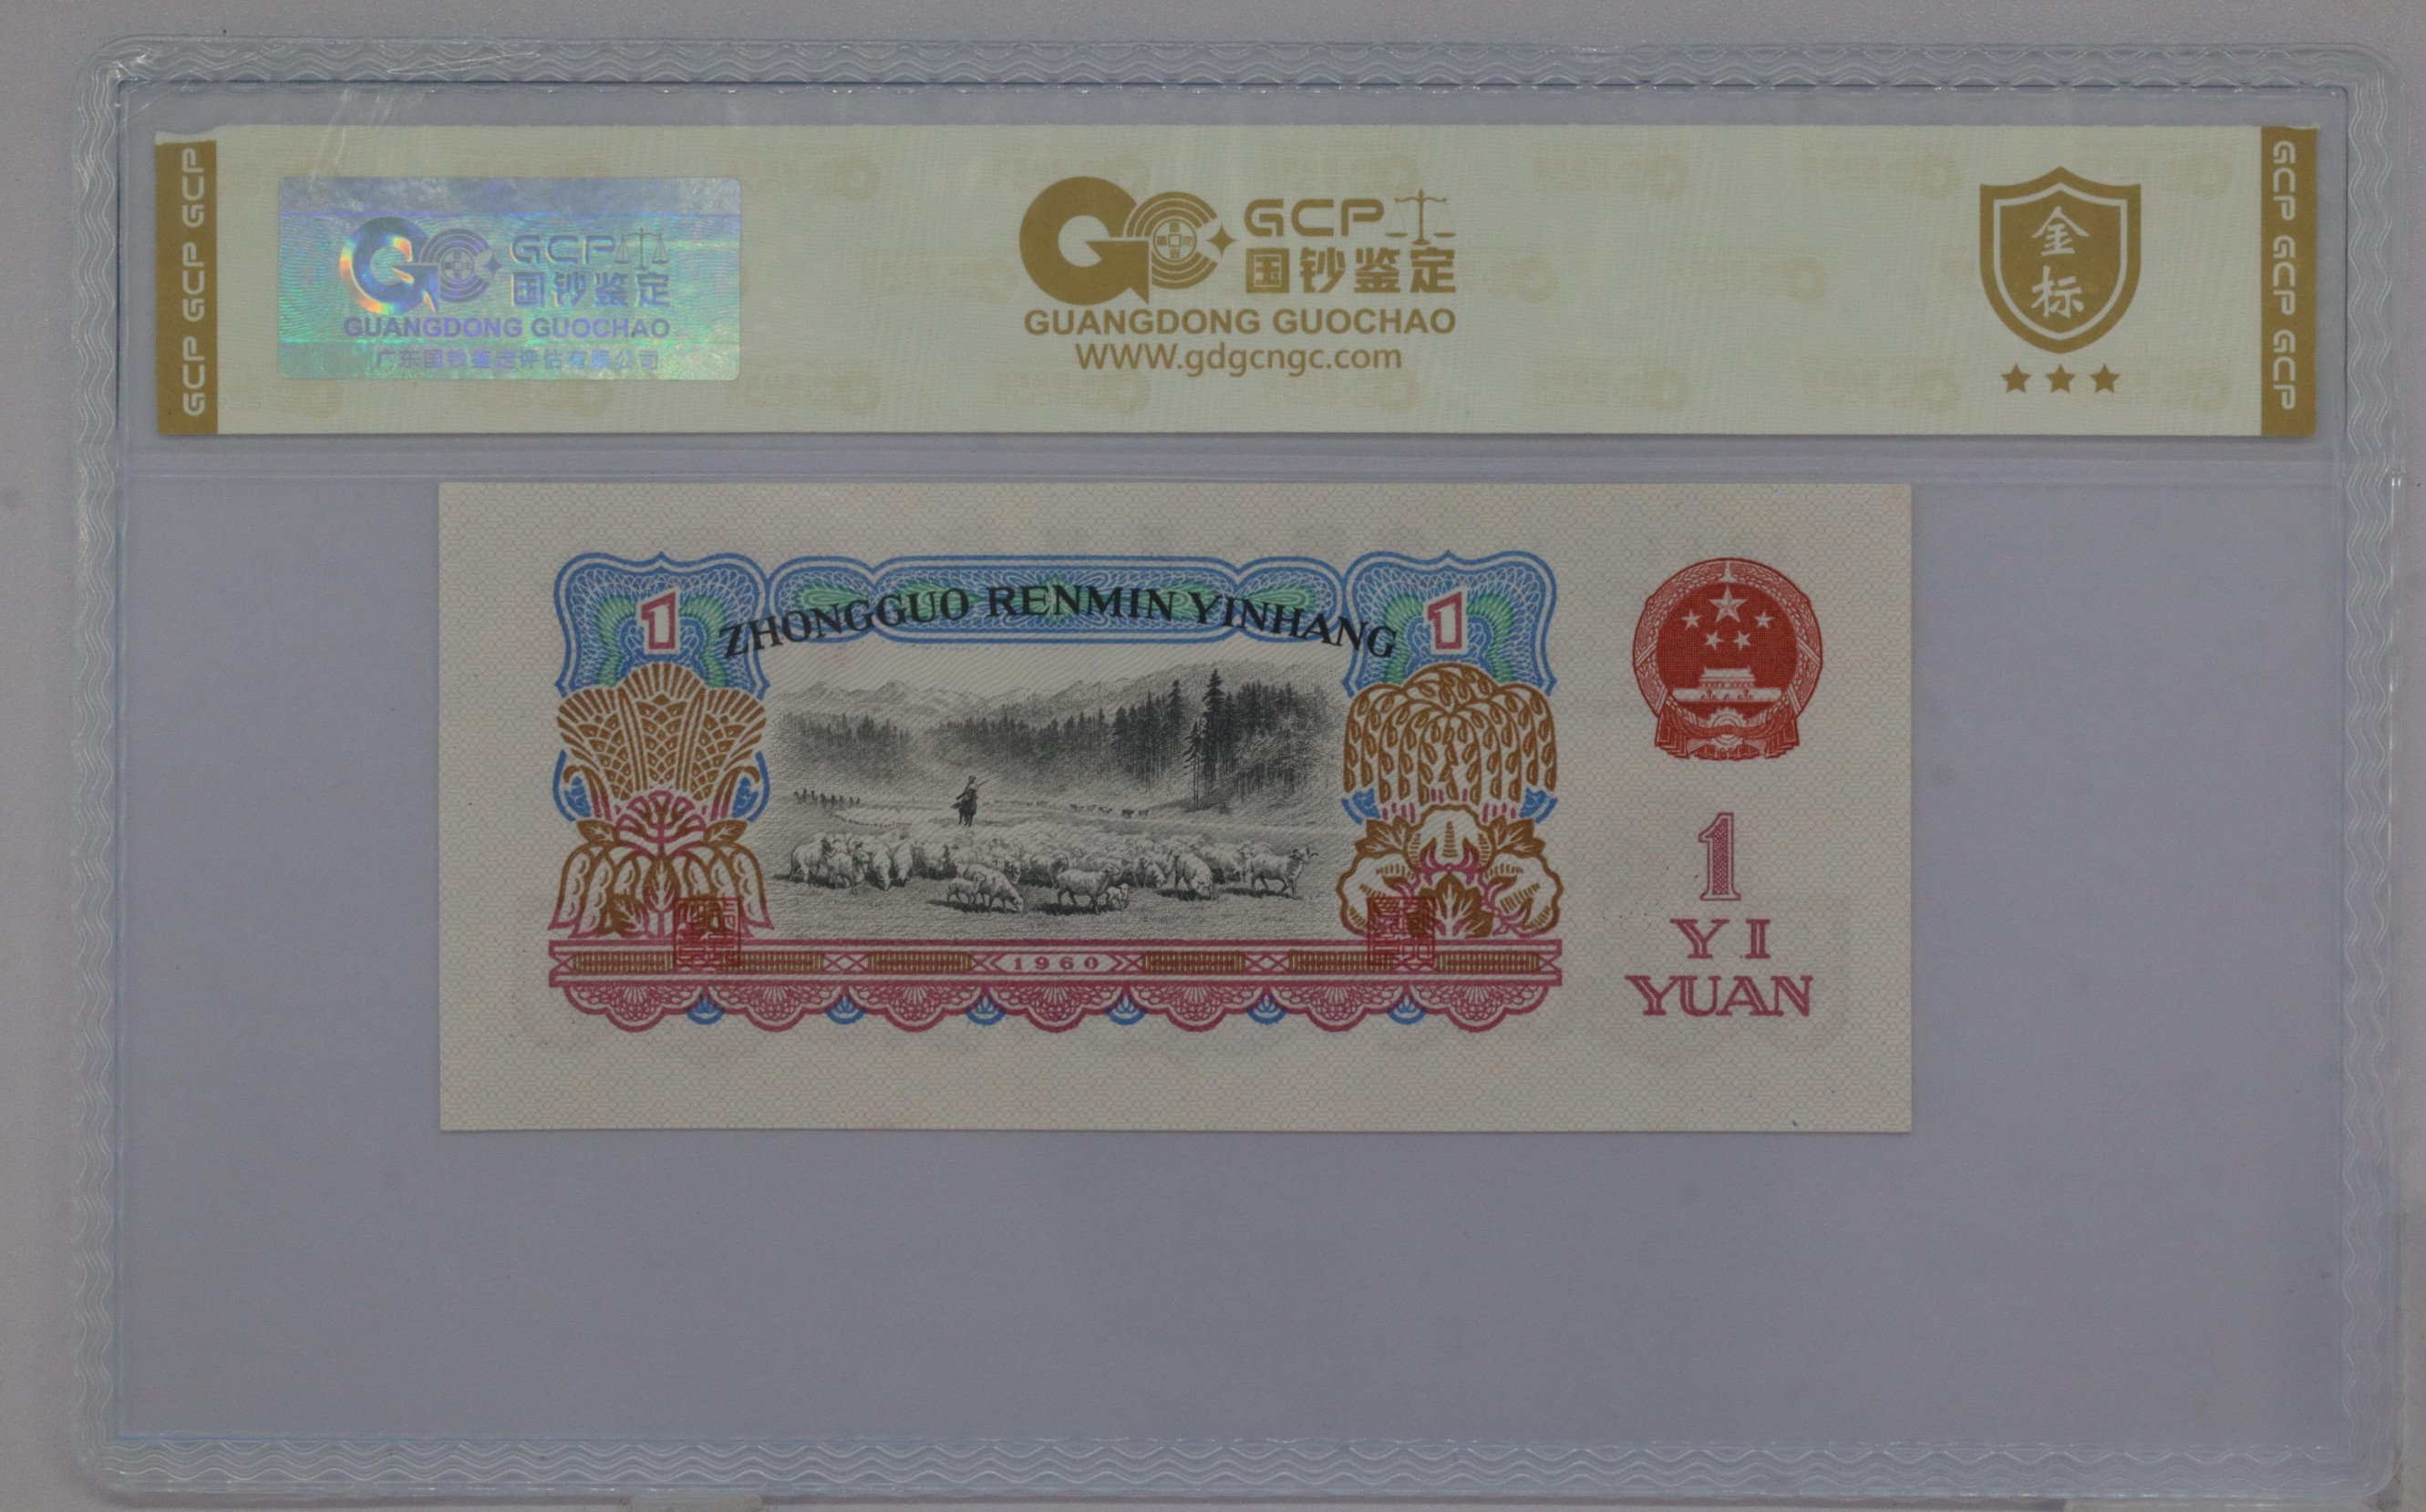 GCP GCP GCP
GCP
国钞鉴定
GUANGDONG GUOCHAO
广东国钞鉴定评估有限公司
GCP
国钞鉴定
GUANGDONG GUOCHAO
WWW.gdgcngc.com
金
标
GCP GCP GCP
1
ZHONGGUO RENMIN YINHANG
1
1960
1
YI
YUAN